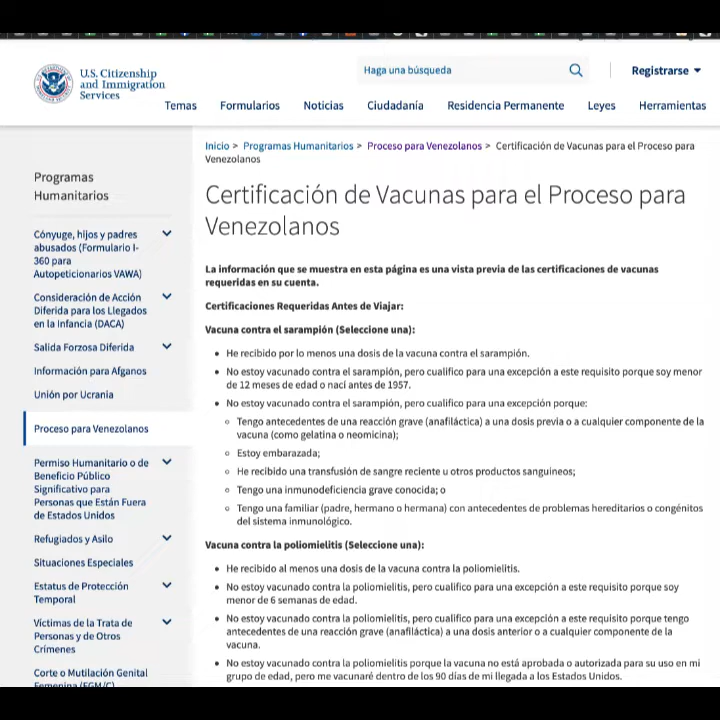 U.S. Citizenship
and Immigration
Services
Haga una búsqueda
Registrarse
Temas
Formularios
Noticias
Ciudadanía
Residencia Permanente
Leyes
Herramientas
Inicio > Programas Humanitarios > Proceso para Venezolanos > Certificación de Vacunas para el Proceso para
Venezolanos
Programas
Humanitarios
Cónyuge, hijos y padres
abusados (Formulario I-
360 para
Autopeticionarios VAWA)
Consideración de Acción
Diferida para los Llegados
en la Infancia (DACA)
Salida Forzosa Diferida
Información para Afganos
Unión por Ucrania
Proceso para Venezolanos
Permiso Humanitario o de
Beneficio Público
Significativo para
Personas que Están Fuera
de Estados Unidos
Refugiados y Asilo
Situaciones Especiales
Estatus de Protección
Temporal
Víctimas de la Trata de
Personas y de Otros
Crímenes
Corte o Mutilación Genital
Femenina (FGM/C)
Certificación de Vacunas para el Proceso para
Venezolanos
La información que se muestra en esta página es una vista previa de las certificaciones de vacunas
requeridas en su cuenta.
Certificaciones Requeridas Antes de Viajar:
Vacuna contra el sarampión (Seleccione una):
• He recibido por lo menos una dosis de la vacuna contra el sarampión.
• No estoy vacunado contra el sarampión, pero cualifico para una excepción a este requisito porque soy menor
de 12 meses de edad o nací antes de 1957.
• No estoy vacunado contra el sarampión, pero cualifico para una excepción porque:
◦ Tengo antecedentes de una reacción grave (anafiláctica) a una dosis previa o a cualquier componente de la
vacuna (como gelatina o neomicina);
◦ Estoy embarazada;
◦ He recibido una transfusión de sangre reciente u otros productos sanguineos;
◦ Tengo una inmunodeficiencia grave conocida; o
◦ Tengo una familiar (padre, hermano o hermana) con antecedentes de problemas hereditarios o congénitos
del sistema inmunológico.
Vacuna contra la poliomielitis (Seleccione una):
• He recibido al menos una dosis de la vacuna contra la poliomielitis.
• No estoy vacunado contra la poliomielitis, pero cualifico para una excepción a este requisito porque soy
menor de 6 semanas de edad.
• No estoy vacunado contra la poliomielitis, pero cualifico para una excepción a este requisito porque tengo
antecedentes de una reacción grave (anafiláctica) a una dosis anterior o a cualquier componente de la
vacuna.
• No estoy vacunado contra la poliomielitis porque la vacuna no está aprobada o autorizada para su uso en mi
grupo de edad, pero me vacunaré dentro de los 90 días de mi llegada a los Estados Unidos.